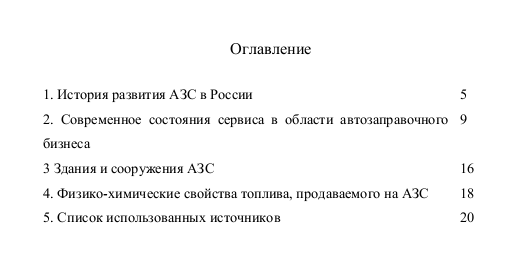 Оглавление
1. История развития АЗС в России 5
2. Современное состояния сервиса в области автозаправочного 9
бизнеса
3 Здания и сооружения АЗС 16
4. Физико-химические свойства топлива, продаваемого на АЗС 18
5. Список использованных источников 20